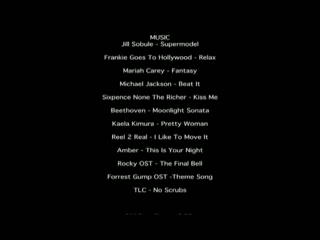 MUSIC
Jill Sobule - Supermodel
Frankie Goes To Hollywood - Relax
Mariah Carey - Fantasy
Michael Jackson - Beat It
Sixpence None The Richer - Kiss Me
Beethoven - Moonlight Sonata
Kaela Kimura - Pretty Woman
Reel 2 Real - I Like To Move It
Amber - This Is Your Night
Rocky OST - The Final Bell
Forrest Gump OST -Theme Song
TLC - No Scrubs